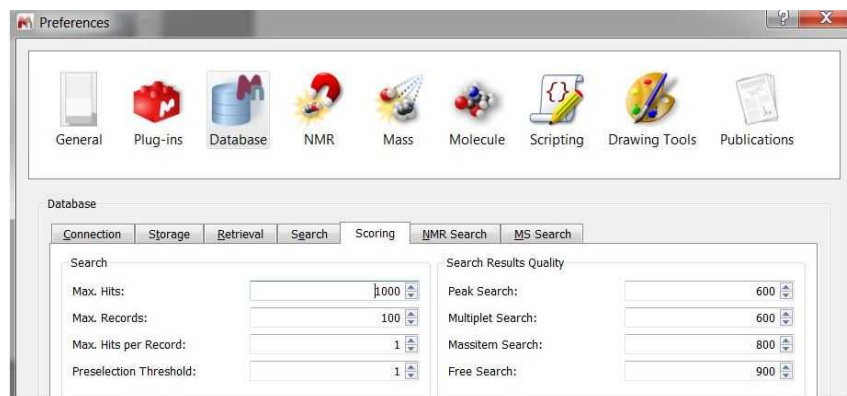 Preferences
General Plug-ins Database NMR Mass Molecule Scripting Drawing Tools Publications
Database
Connection Storage Retrieval Search Scoring NMR Search MS Search
Search
Max. Hits: 1000
Max. Records: 100
Max. Hits per Record: 1
Preselection Threshold: 1
Search Results Quality
Peak Search: 600
Multiplet Search: 600
Massitem Search: 800
Free Search: 900